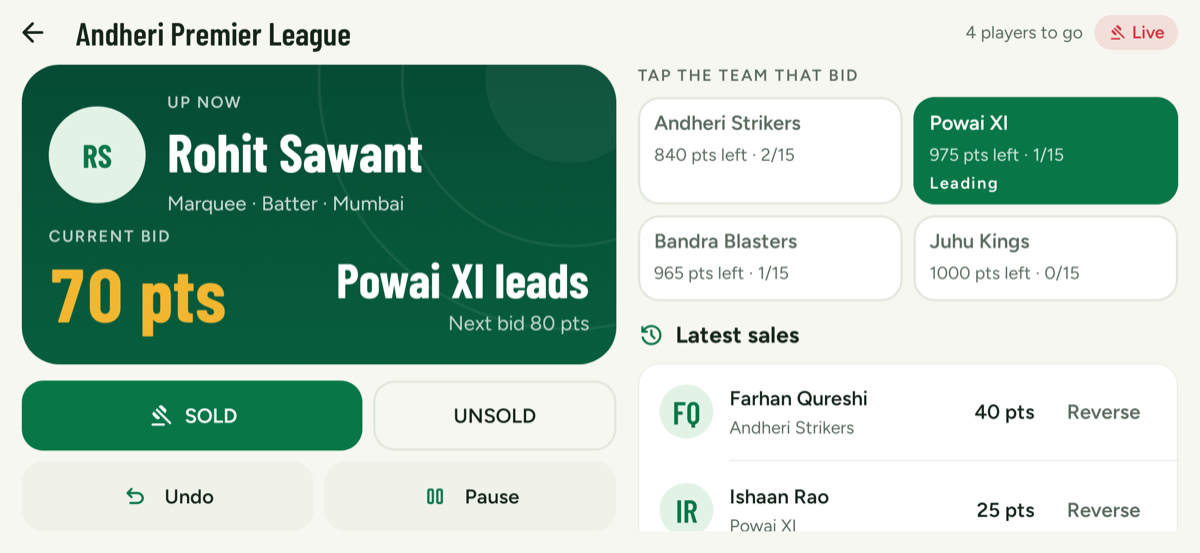 Andheri Premier League
4 players to go
Live
UP NOW
RS
Rohit Sawant
Marquee · Batter · Mumbai
CURRENT BID
70 pts
Powai XI leads
Next bid 80 pts
SOLD
UNSOLD
Undo
Pause
TAP THE TEAM THAT BID
Andheri Strikers
840 pts left · 2/15
Powai XI
975 pts left · 1/15
Leading
Bandra Blasters
965 pts left · 1/15
Juhu Kings
1000 pts left · 0/15
Latest sales
FQ
Farhan Qureshi
Andheri Strikers
40 pts
Reverse
IR
Ishaan Rao
Powai XI
25 pts
Reverse